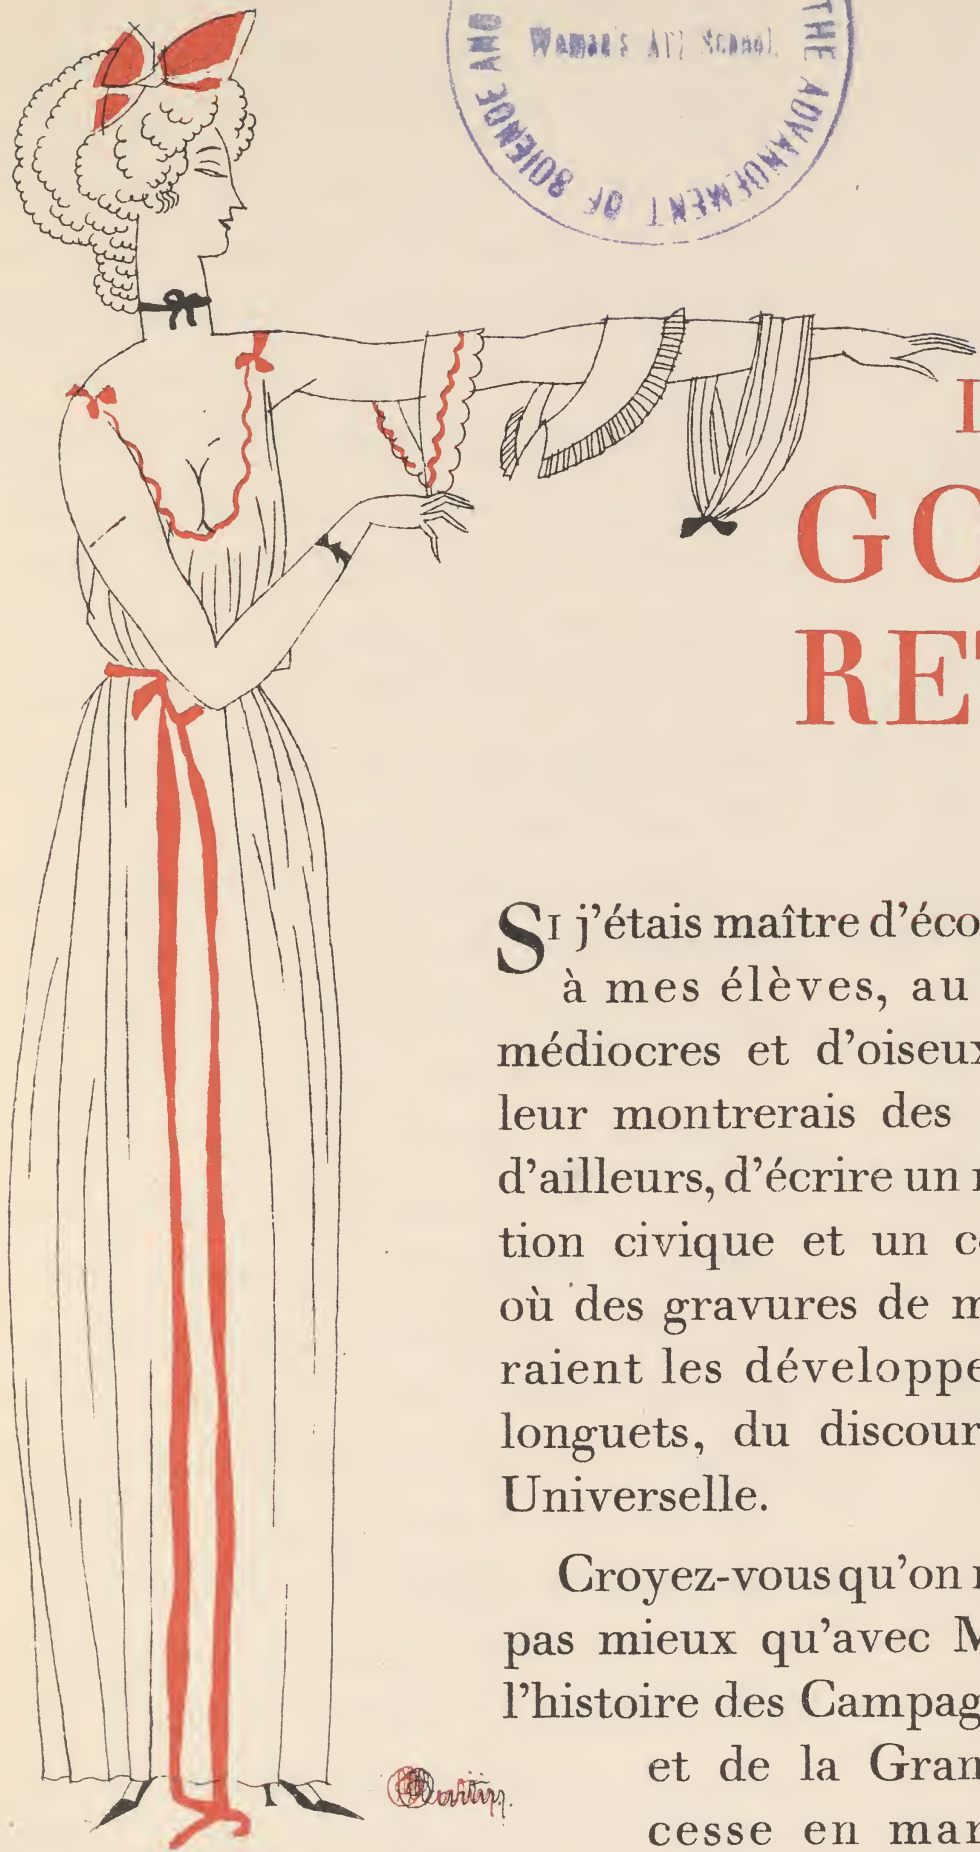 Woman's Art School
THE ADVANCEMENT OF SCIENCE AND
GO
RET
SI j'étais maître d'éco
à mes élèves, au
médiocres et d'oiseux
leur montrerais des
d'ailleurs, d'écrire un
tion civique et un c
où des gravures de m
raient les développe
longuets, du discour
Universelle.
Croyez-vous qu'on
pas mieux qu'avec M
l'histoire des Campag
et de la Gran
cesse en mar
Martin.